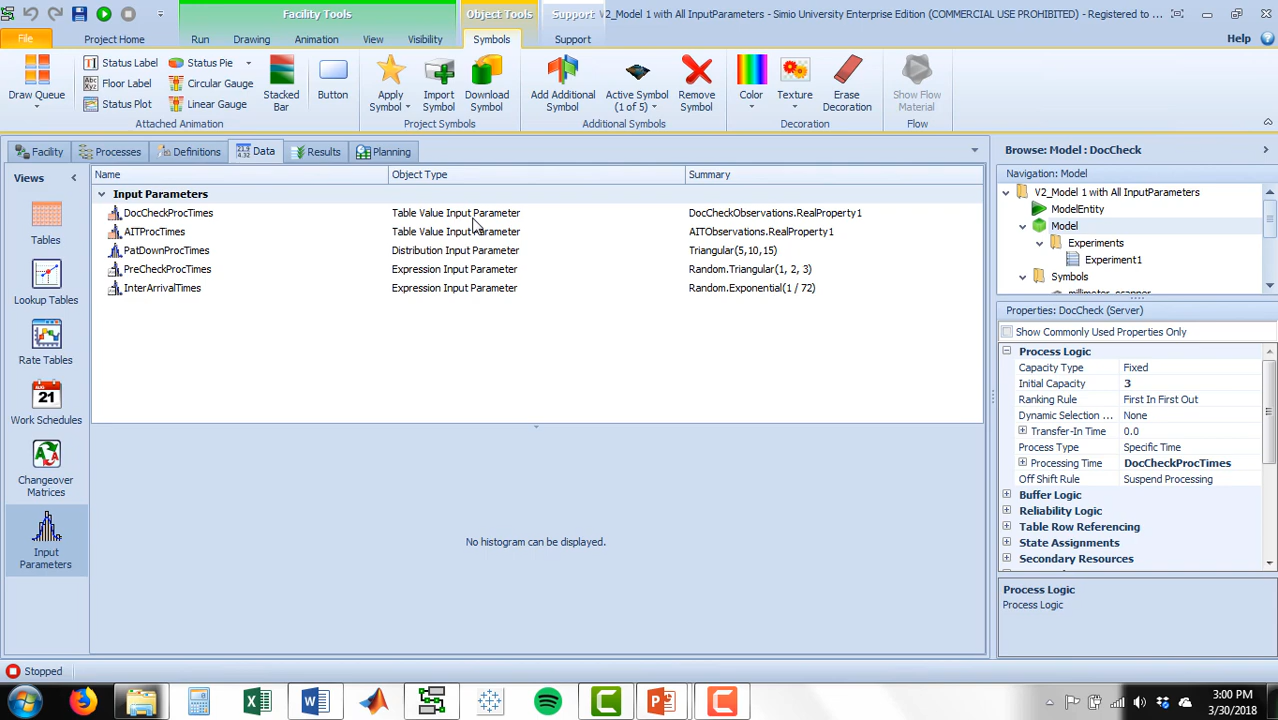 Facility Tools
Object Tools
Support
V2_Model 1 with All InputParameters - Simio University Enterprise Edition (COMMERCIAL USE PROHIBITED) - Registered to ...
File
Project Home
Run
Drawing
Animation
View
Visibility
Symbols
Support
Help
Draw Queue
Status Label
Floor Label
Status Plot
Status Pie
Circular Gauge
Linear Gauge
Stacked Bar
Button
Apply Symbol
Import Symbol
Download Symbol
Add Additional Symbol
Active Symbol (1 of 5)
Remove Symbol
Color
Texture
Erase Decoration
Show Flow Material
Attached Animation
Project Symbols
Additional Symbols
Decoration
Flow
Facility
Processes
Definitions
Data
Results
Planning
Views
Tables
Lookup Tables
Rate Tables
Work Schedules
Changeover Matrices
Input Parameters
Name Object Type Summary
Input Parameters
DocCheckProcTimes Table Value Input Parameter DocCheckObservations.RealProperty1
AITProcTimes Table Value Input Parameter AITObservations.RealProperty1
PatDownProcTimes Distribution Input Parameter Triangular(5,10,15)
PreCheckProcTimes Expression Input Parameter Random.Triangular(1, 2, 3)
InterArrivalTimes Expression Input Parameter Random.Exponential(1 / 72)
No histogram can be displayed.
Browse: Model : DocCheck
Navigation: Model
V2_Model 1 with All InputParameters
ModelEntity
Model
Experiments
Experiment1
Symbols
millimeter_scanner
Properties: DocCheck (Server)
Show Commonly Used Properties Only
Process Logic
Capacity Type Fixed
Initial Capacity 3
Ranking Rule First In First Out
Dynamic Selection ... None
Transfer-In Time 0.0
Process Type Specific Time
Processing Time DocCheckProcTimes
Off Shift Rule Suspend Processing
Buffer Logic
Reliability Logic
Table Row Referencing
State Assignments
Secondary Resources
Process Logic
Process Logic
Stopped
3:00 PM
3/30/2018